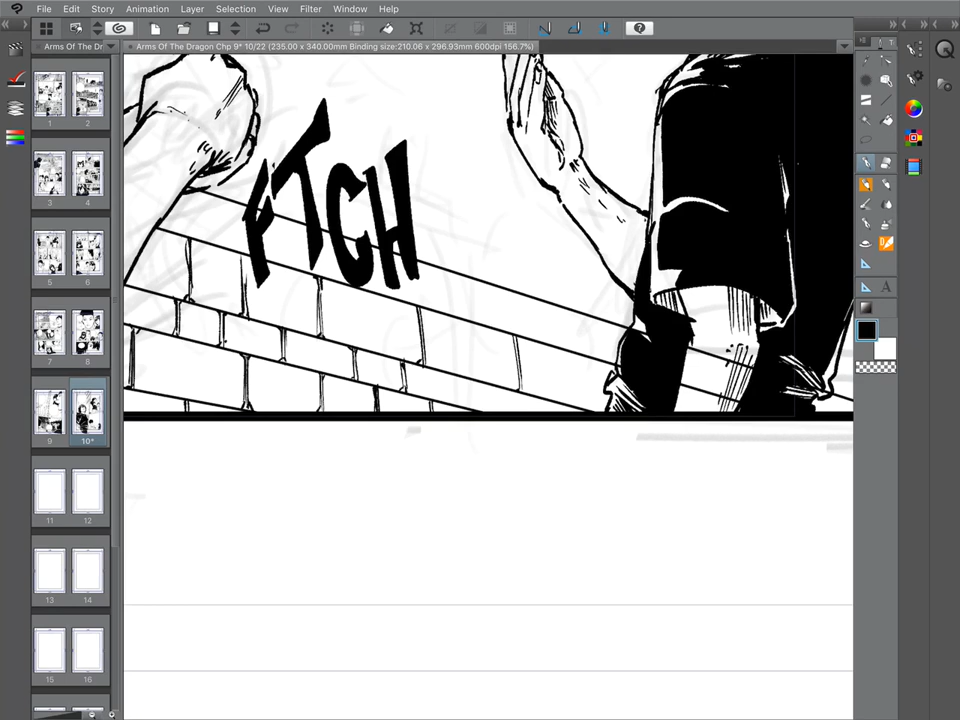 File Edit Story Animation Layer Selection View Filter Window Help
Arms Of The Dr
Arms Of The Dragon Chp 9* 10/22 (235.00 x 340.00mm Binding size:210.06 x 296.93mm 600dpi 156.7%)
1 2
3 4
5 6
7 8
9 10*
11 12
13 14
15 16
FTCH
T
A